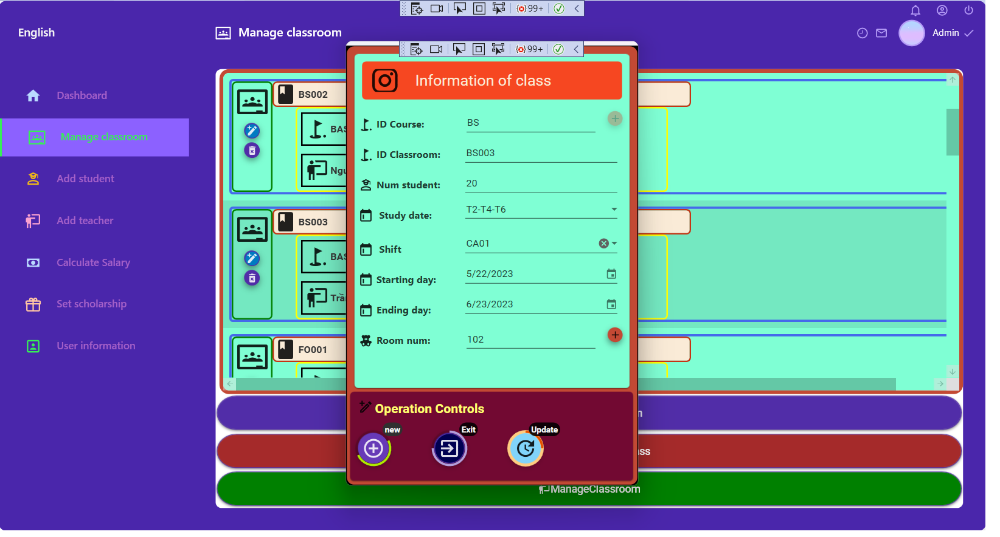 99+
English
Manage classroom
Admin
99+
Dashboard
Manage classroom
Add student
Add teacher
Calculate Salary
Set scholarship
User information
BS002
BAS
Ngu
BS003
BAS
Trần
FO001
Information of class
ID Course:
BS
ID Classroom:
BS003
Num student:
20
Study date:
T2-T4-T6
Shift
CA01
Starting day:
5/22/2023
Ending day:
6/23/2023
Room num:
102
Operation Controls
new
Exit
Update
ManageClassroom